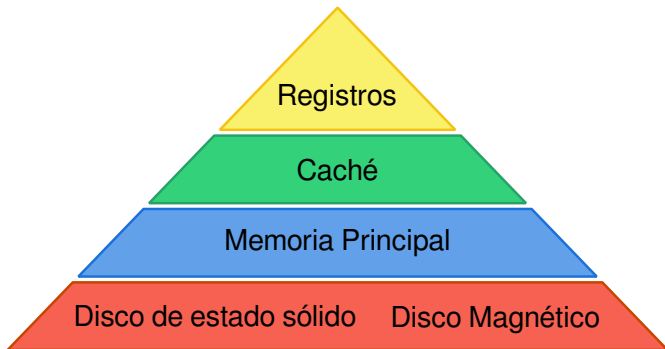 Registros
Caché
Memoria Principal
Disco de estado sólido Disco Magnético